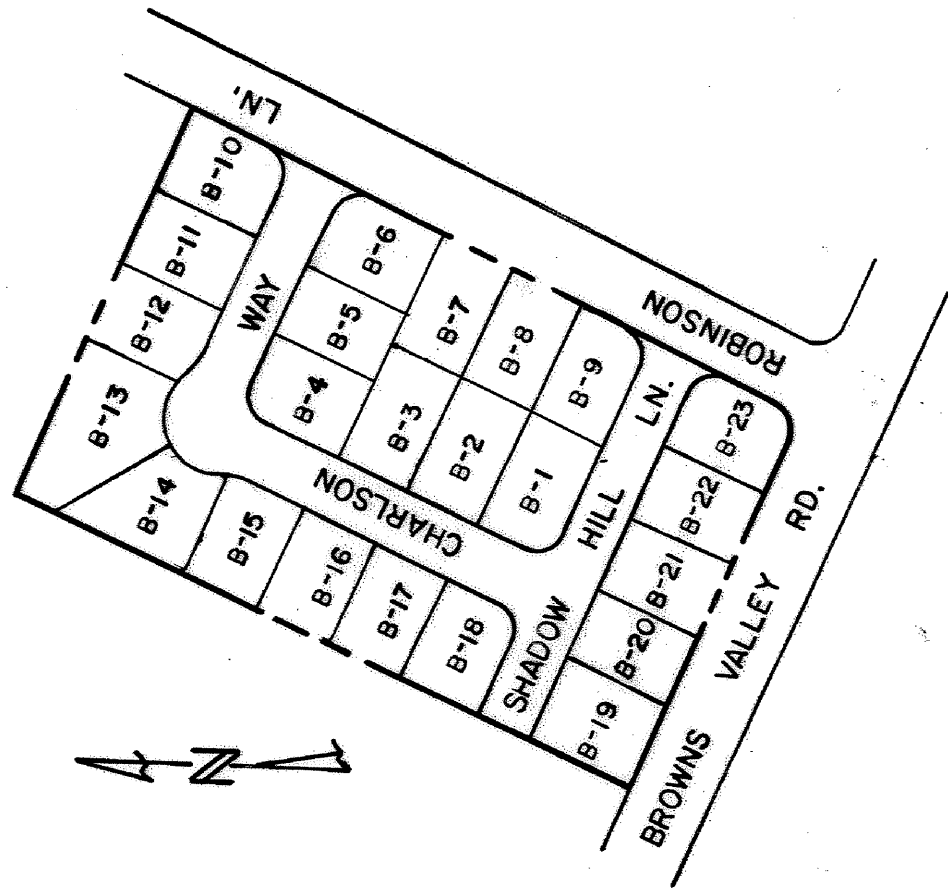 LN.
B-10
B-11
B-12
B-13
B-14
B-15
B-16
B-17
B-18
WAY
B-6
B-5
B-4
B-7
B-3
B-8
B-2
B-9
B-1
CHARLSON
ROBINSON
SHADOW HILL LN.
B-23
B-22
B-21
B-20
B-19
BROWNS VALLEY RD.
N